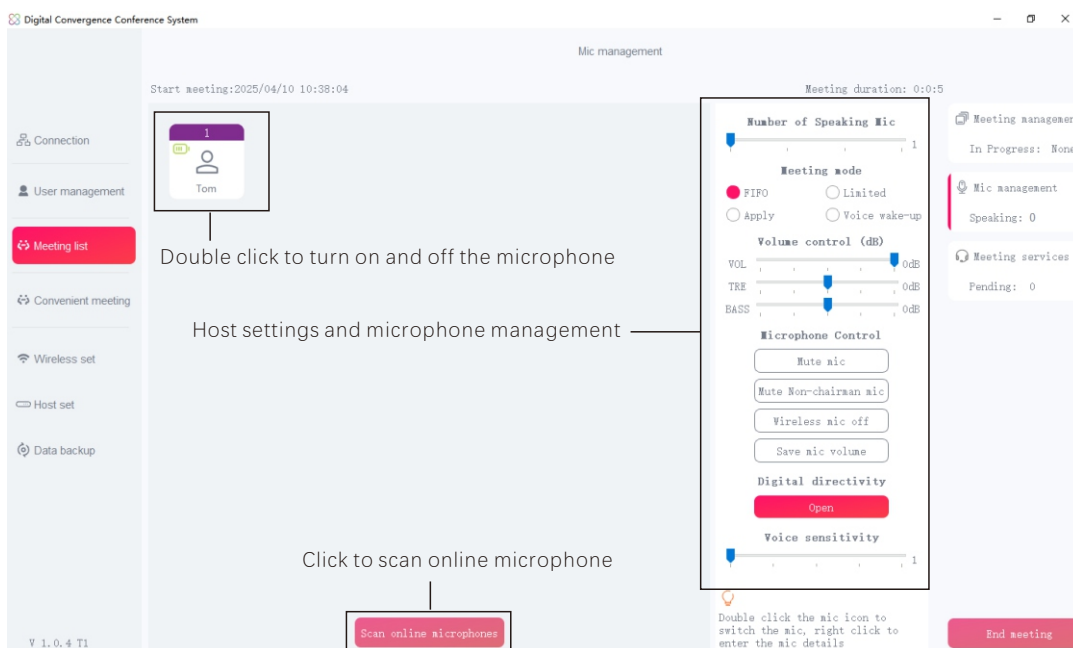 Digital Convergence Conference System
Mic management
Start meeting:2025/04/10 10:38:04
Meeting duration: 0:0:5
Connection
User management
Meeting list
Convenient meeting
Wireless set
Host set
Data backup
V 1.0.4 T1
1
Tom
Double click to turn on and off the microphone
Host settings and microphone management
Click to scan online microphone
Scan online microphones
Number of Speaking Mic
1
Meeting mode
FIFO
Limited
Apply
Voice wake-up
Volume control (dB)
VOL
0dB
TRE
0dB
BASS
0dB
Microphone Control
Mute mic
Mute Non-chairman mic
Wireless mic off
Save mic volume
Digital directivity
Open
Voice sensitivity
1
Double click the mic icon to
switch the mic, right click to
enter the mic details
Meeting managemen
In Progress: None
Mic management
Speaking: 0
Meeting services
Pending: 0
End meeting